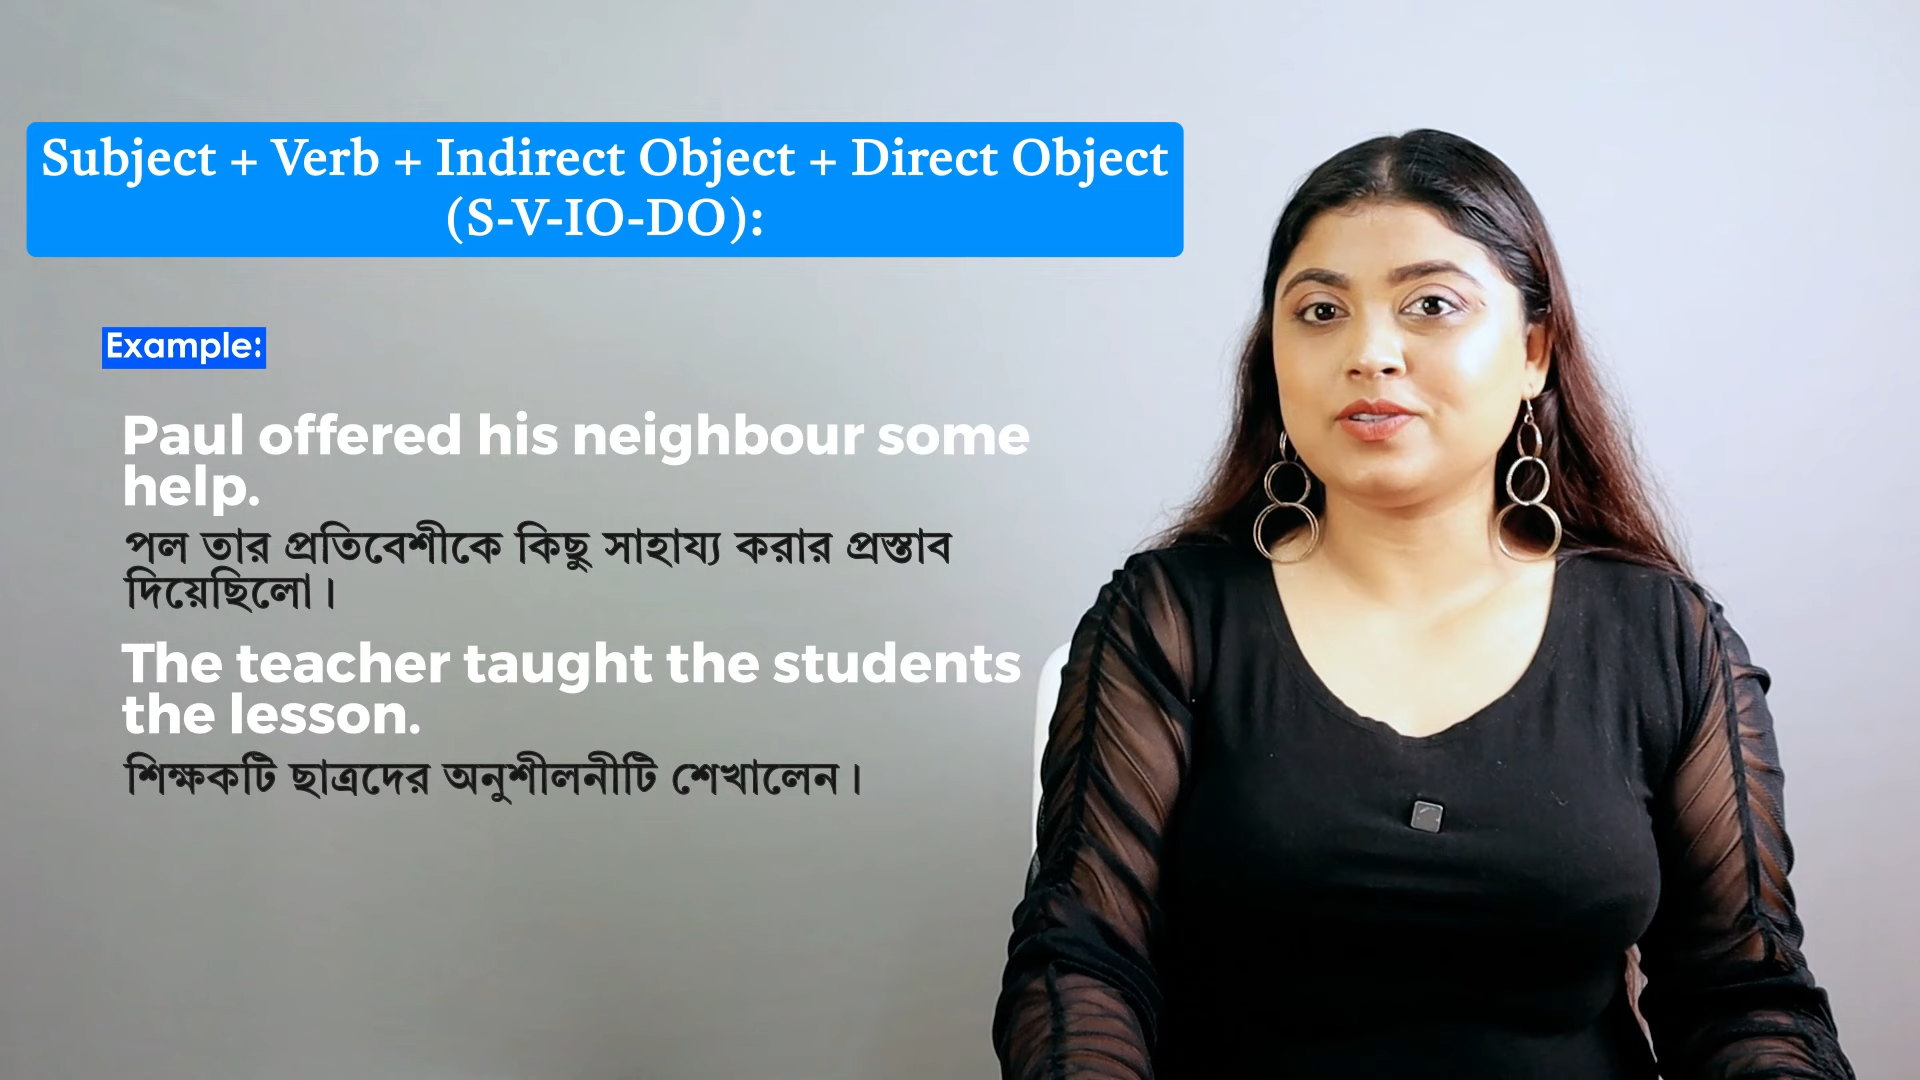 Subject + Verb + Indirect Object + Direct Object
(S-V-IO-DO):
Example:
Paul offered his neighbour some
help.
পল তার প্রতিবেশীকে কিছু সাহায্য করার প্রস্তাব
দিয়েছিলো।
The teacher taught the students
the lesson.
শিক্ষকটি ছাত্রদের অনুশীলনীটি শেখালেন।